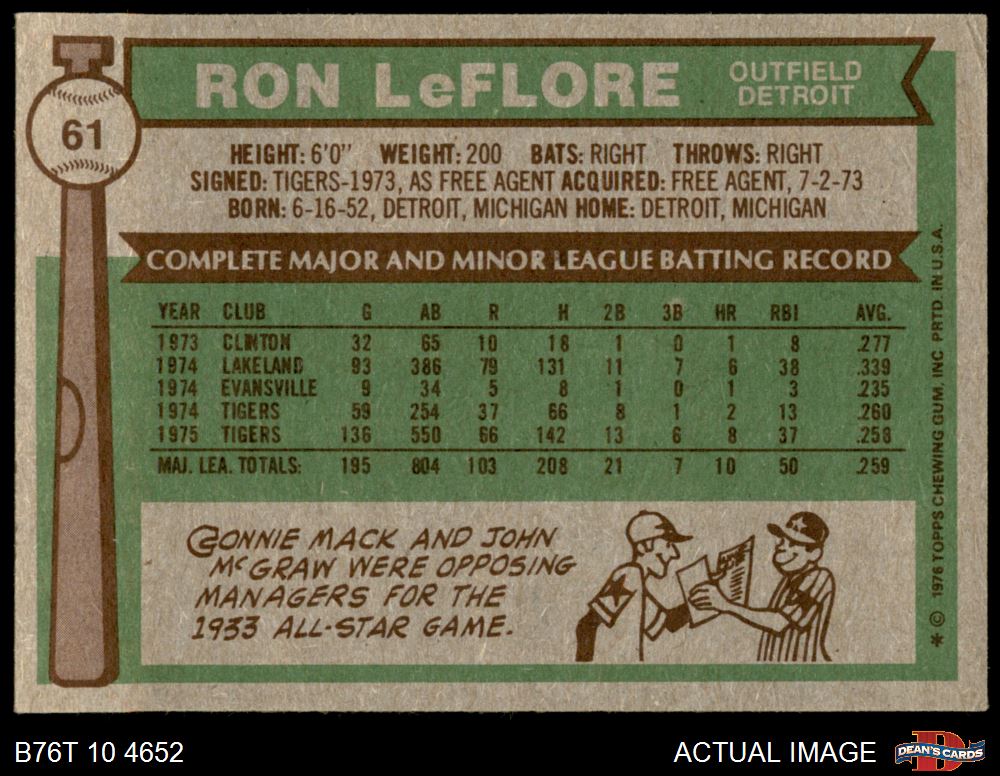 61
RON LeFLORE
OUTFIELD
DETROIT
HEIGHT: 6'0" WEIGHT: 200 BATS: RIGHT THROWS: RIGHT
SIGNED: TIGERS-1973, AS FREE AGENT ACQUIRED: FREE AGENT, 7-2-73
BORN: 6-16-52, DETROIT, MICHIGAN HOME: DETROIT, MICHIGAN
COMPLETE MAJOR AND MINOR LEAGUE BATTING RECORD
YEAR CLUB G AB R H 2B 3B HR RBI AVG.
1973 CLINTON 32 65 10 18 1 0 1 8 .277
1974 LAKELAND 93 386 79 131 11 7 6 38 .339
1974 EVANSVILLE 9 34 5 8 1 0 1 3 .235
1974 TIGERS 59 254 37 66 8 1 2 13 .260
1975 TIGERS 136 550 66 142 13 6 8 37 .258
MAJ. LEA. TOTALS: 195 804 103 208 21 7 10 50 .259
CONNIE MACK AND JOHN
McGRAW WERE OPPOSING
MANAGERS FOR THE
1933 ALL-STAR GAME.
* © 1976 TOPPS CHEWING GUM, INC PRTD. IN U.S.A.
B76T 10 4652
ACTUAL IMAGE
DEAN'S CARDS